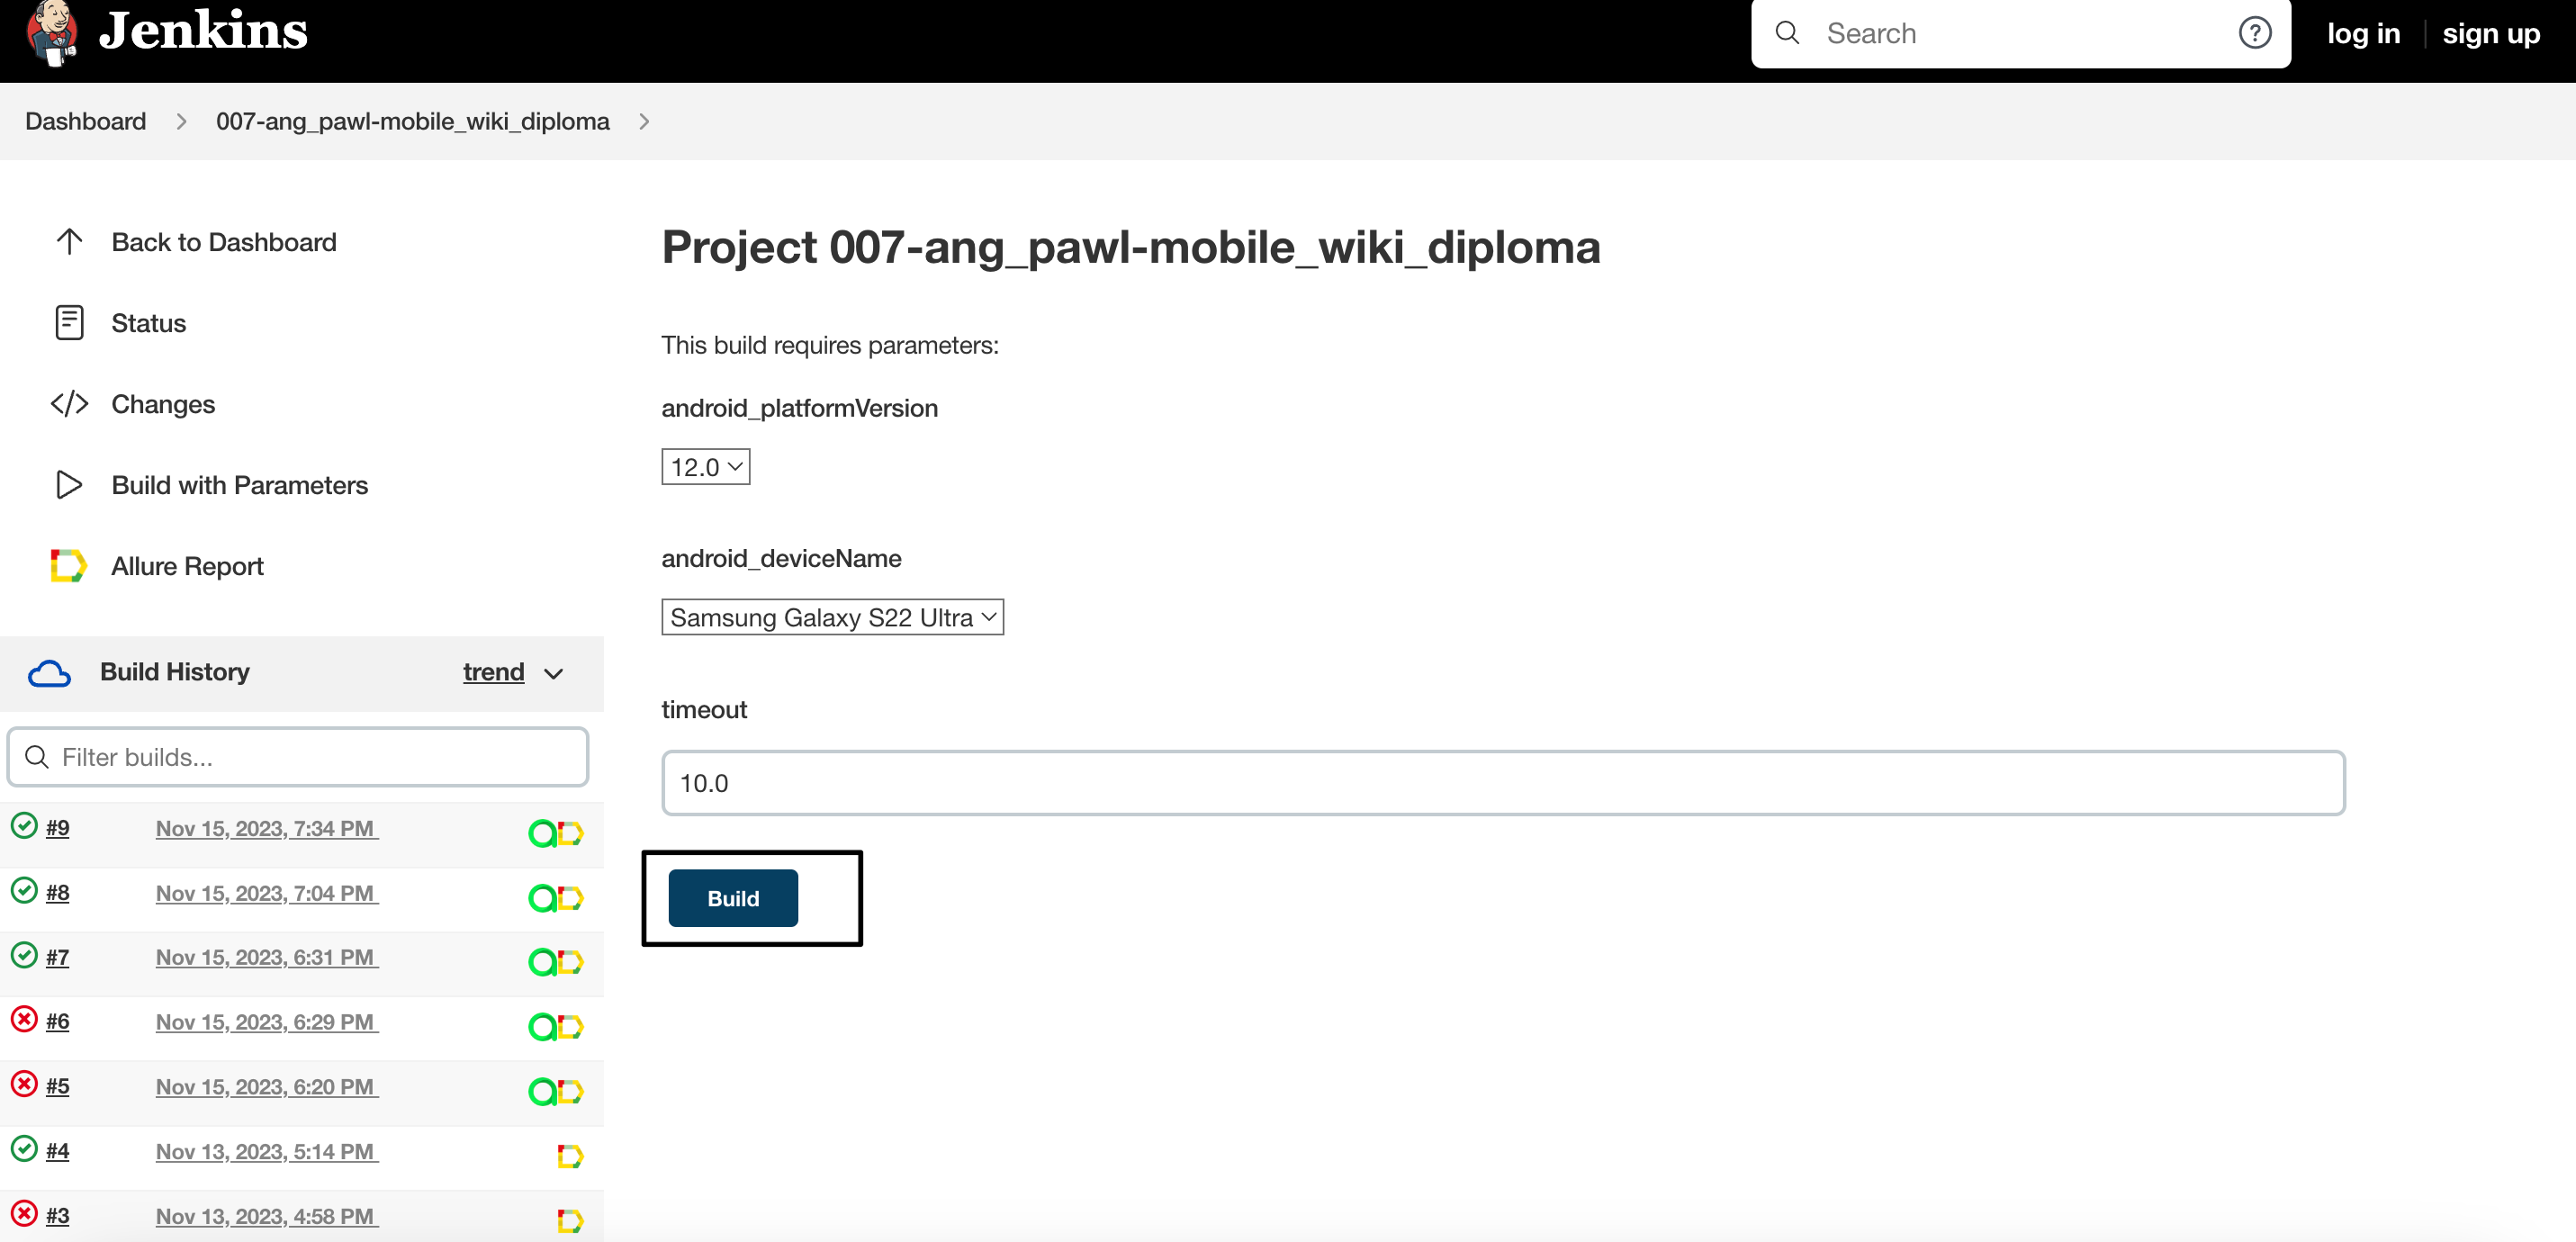 Jenkins
Search
log in
sign up
Dashboard
007-ang_pawl-mobile_wiki_diploma
Back to Dashboard
Status
Changes
Build with Parameters
Allure Report
Build History
trend
Filter builds...
#9 Nov 15, 2023, 7:34 PM
#8 Nov 15, 2023, 7:04 PM
#7 Nov 15, 2023, 6:31 PM
#6 Nov 15, 2023, 6:29 PM
#5 Nov 15, 2023, 6:20 PM
#4 Nov 13, 2023, 5:14 PM
#3 Nov 13, 2023, 4:58 PM
Project 007-ang_pawl-mobile_wiki_diploma
This build requires parameters:
android_platformVersion
12.0
android_deviceName
Samsung Galaxy S22 Ultra
timeout
10.0
Build